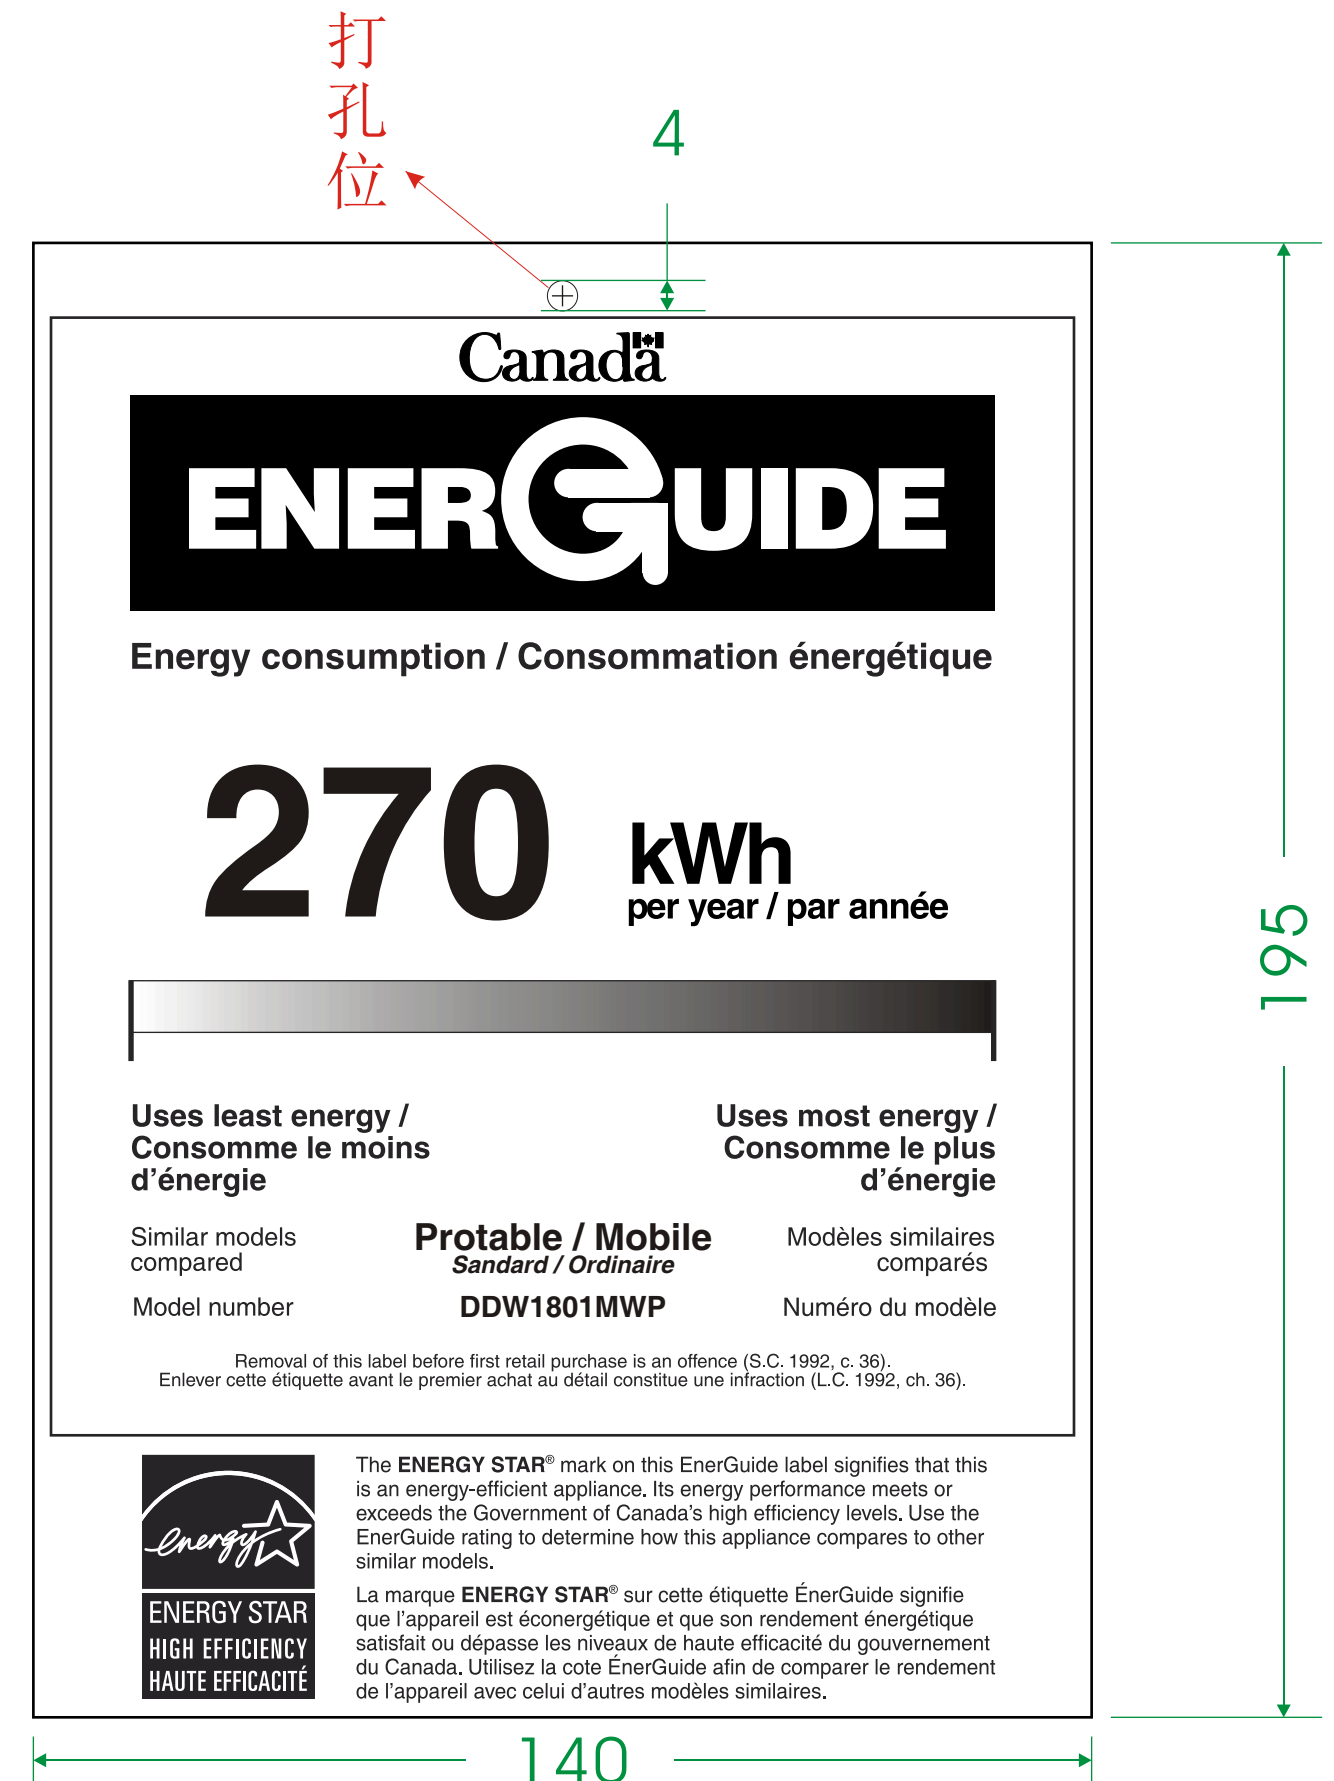 打孔位
4
Canada
ENERGUIDE
Energy consumption / Consommation énergétique
270 kWh
per year / par année
195
Uses least energy /
Consomme le moins
d'énergie
Uses most energy /
Consomme le plus
d'énergie
Similar models
compared
Protable / Mobile
Sandard / Ordinaire
Modèles similaires
comparés
Model number DDW1801MWP Numéro du modèle
Removal of this label before first retail purchase is an offence (S.C. 1992, c. 36).
Enlever cette étiquette avant le premier achat au détail constitue une infraction (L.C. 1992, ch. 36).
energy
ENERGY STAR
HIGH EFFICIENCY
HAUTE EFFICACITÉ
The ENERGY STAR® mark on this EnerGuide label signifies that this
is an energy-efficient appliance. Its energy performance meets or
exceeds the Government of Canada's high efficiency levels. Use the
EnerGuide rating to determine how this appliance compares to other
similar models.
La marque ENERGY STAR® sur cette étiquette ÉnerGuide signifie
que l'appareil est éconergétique et que son rendement énergétique
satisfait ou dépasse les niveaux de haute efficacité du gouvernement
du Canada. Utilisez la cote ÉnerGuide afin de comparer le rendement
de l'appareil avec celui d'autres modèles similaires.
140